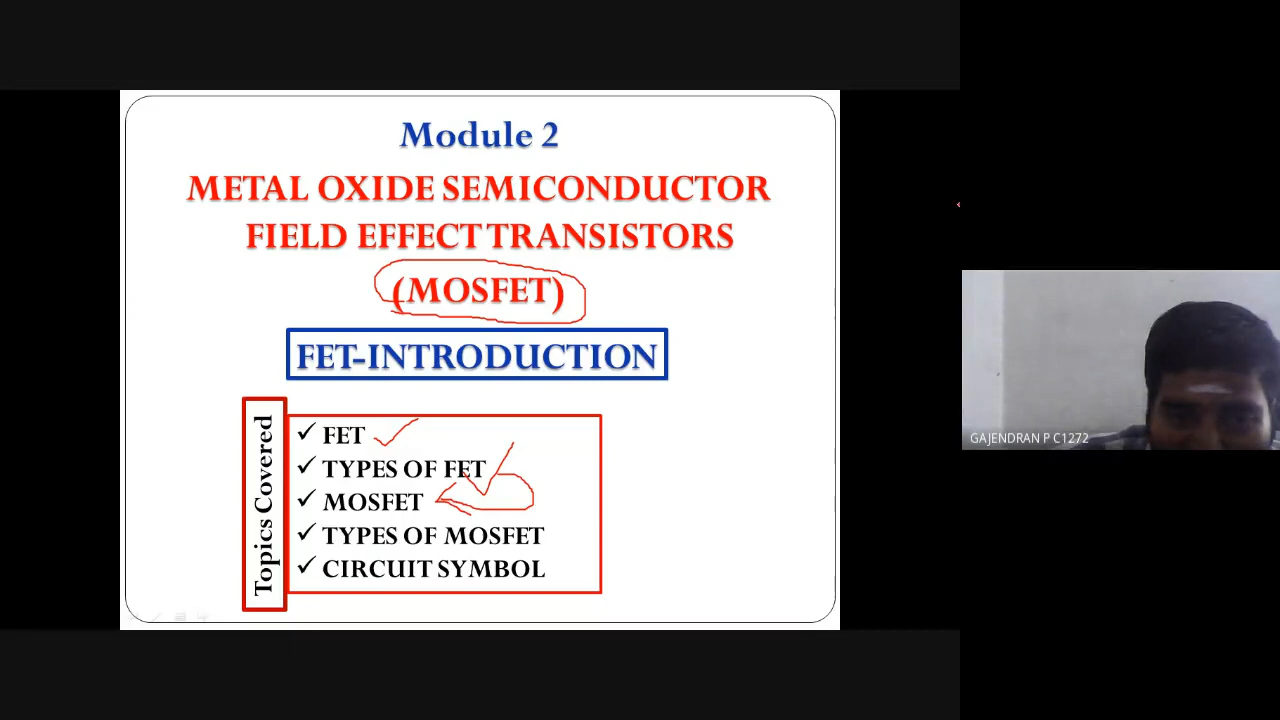 Module 2
METAL OXIDE SEMICONDUCTOR
FIELD EFFECT TRANSISTORS
(MOSFET)
FET-INTRODUCTION
Topics Covered
✓ FET
✓ TYPES OF FET
✓ MOSFET
✓ TYPES OF MOSFET
✓ CIRCUIT SYMBOL
GAJENDRAN P C1272